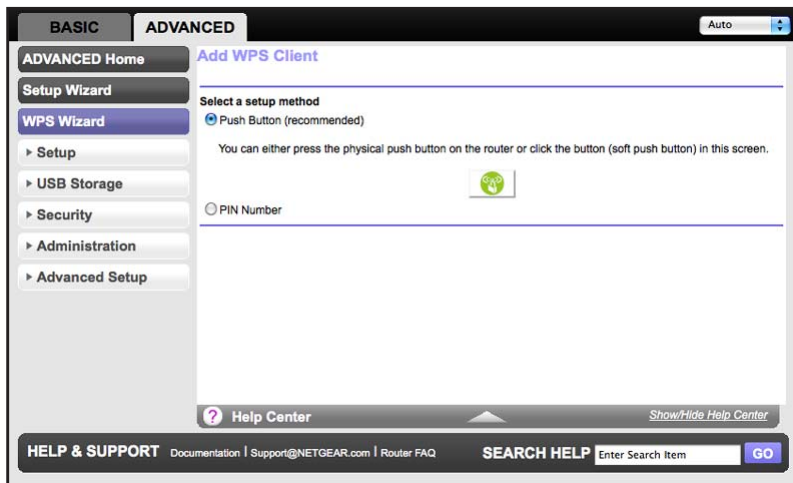 BASIC
ADVANCED
Auto
ADVANCED Home
Setup Wizard
WPS Wizard
Setup
USB Storage
Security
Administration
Advanced Setup
Add WPS Client
Select a setup method
Push Button (recommended)
You can either press the physical push button on the router or click the button (soft push button) in this screen.
PIN Number
? Help Center
Show/Hide Help Center
HELP & SUPPORT Documentation | Support@NETGEAR.com | Router FAQ
SEARCH HELP Enter Search Item GO